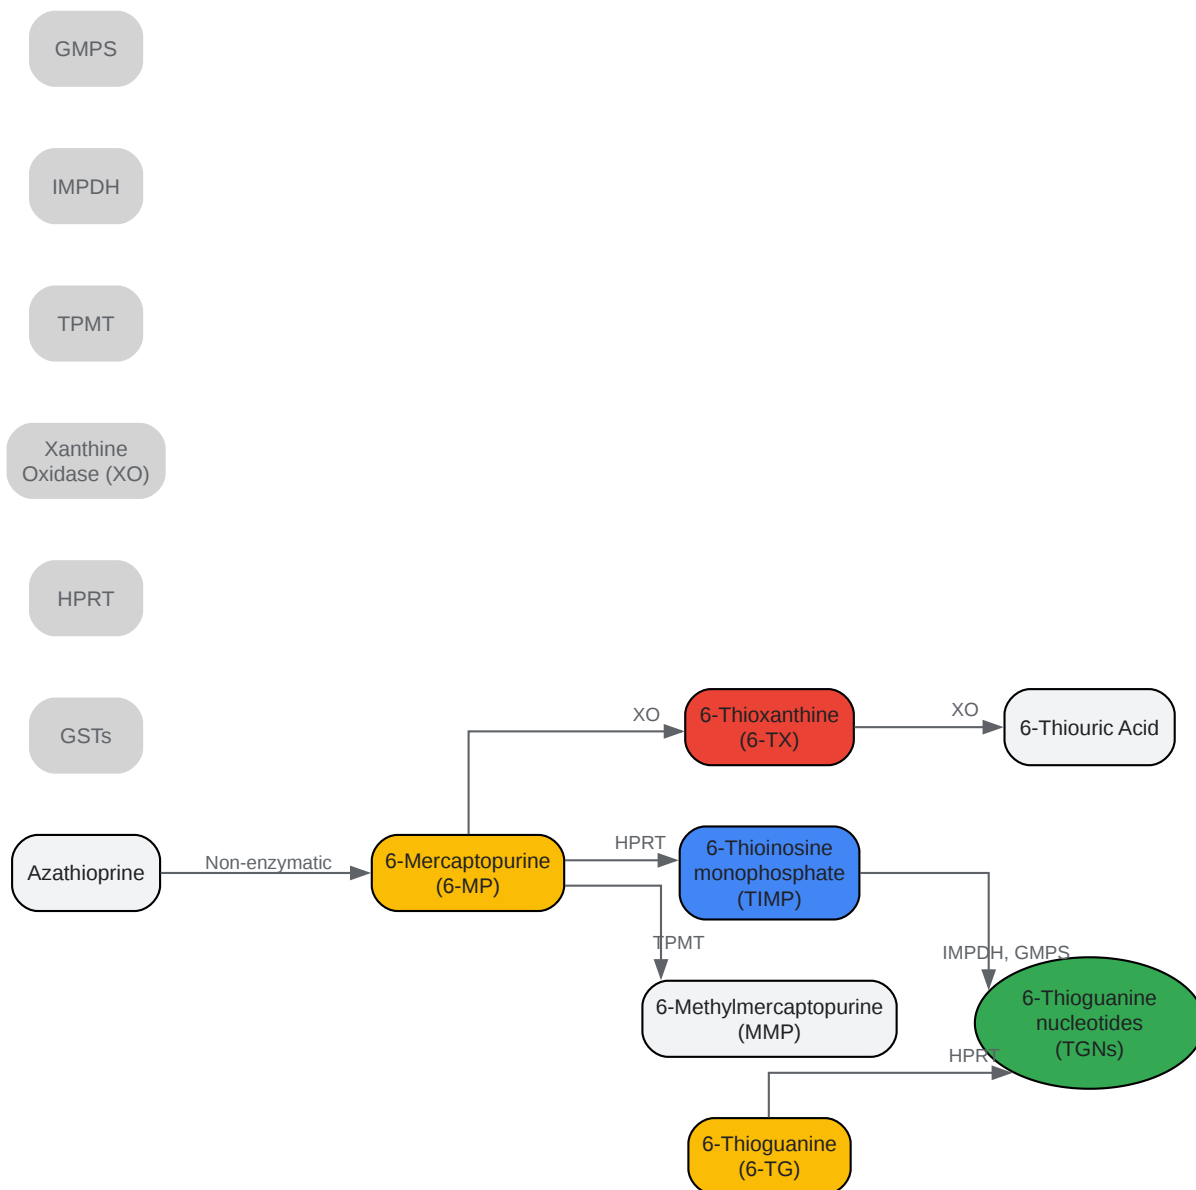 GMPS
IMPDH
TPMT
Xanthine
Oxidase (XO)
HPRT
GSTs
XO
6-Thioxanthine
(6-TX)
XO
6-Thiouric Acid
Azathioprine
Non-enzymatic
6-Mercaptopurine
(6-MP)
HPRT
6-Thioinosine
monophosphate
(TIMP)
TPMT
IMPDH, GMPS
6-Methylmercaptopurine
(MMP)
6-Thioguanine
nucleotides
(TGNs)
HPRT
6-Thioguanine
(6-TG)